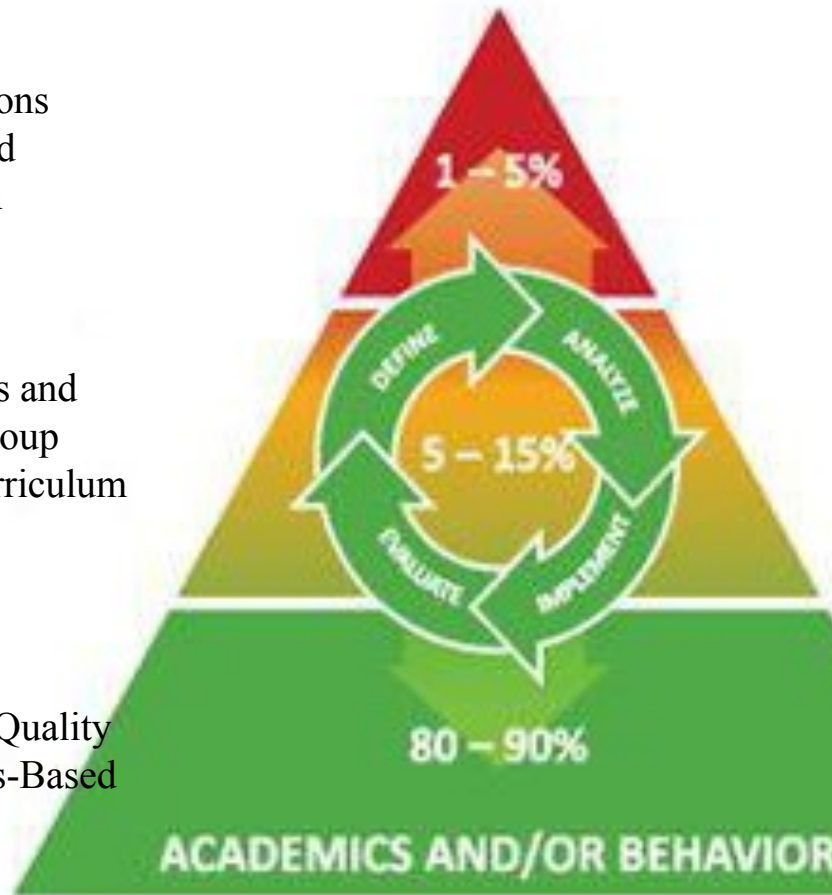 ons
d
1 – 5%
DEFINE
ANALYZE
s and
oup
rriculum
5 – 15%
EVALUATE
IMPLEMENT
Quality
s-Based
80 – 90%
ACADEMICS AND/OR BEHAVIOR